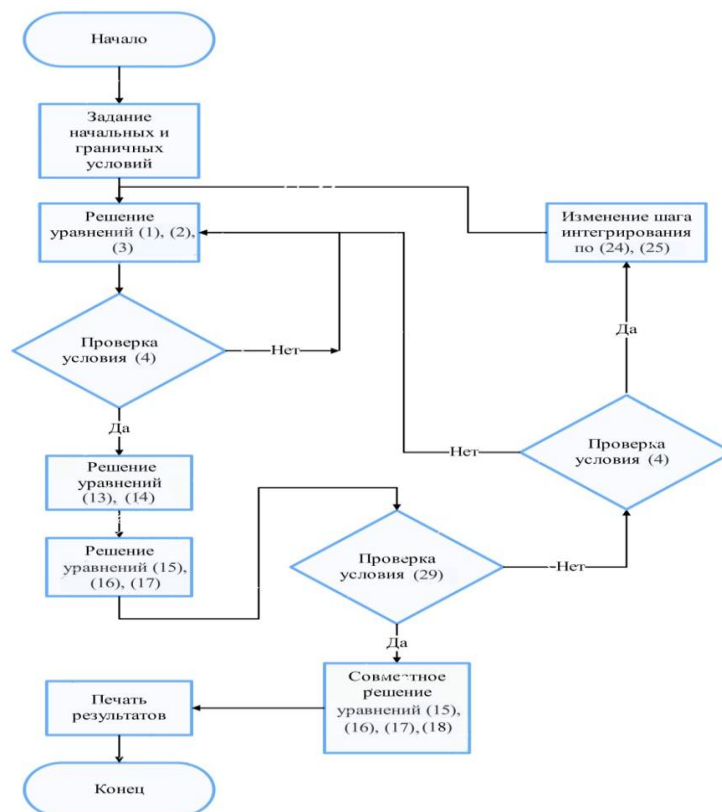 Начало
Задание
начальных и
граничных
условий
Решение
уравнений (1), (2),
(3)
Изменение шага
интегрирования
по (24), (25)
Проверка
условия (4)
Нет
Да
Да
Проверка
условия (4)
Нет
Решение
уравнений
(13), (14)
Решение
уравнений (15),
(16), (17)
Проверка
условия (29)
Нет
Да
Совместное
решение
уравнений (15),
(16), (17), (18)
Печать
результатов
Конец